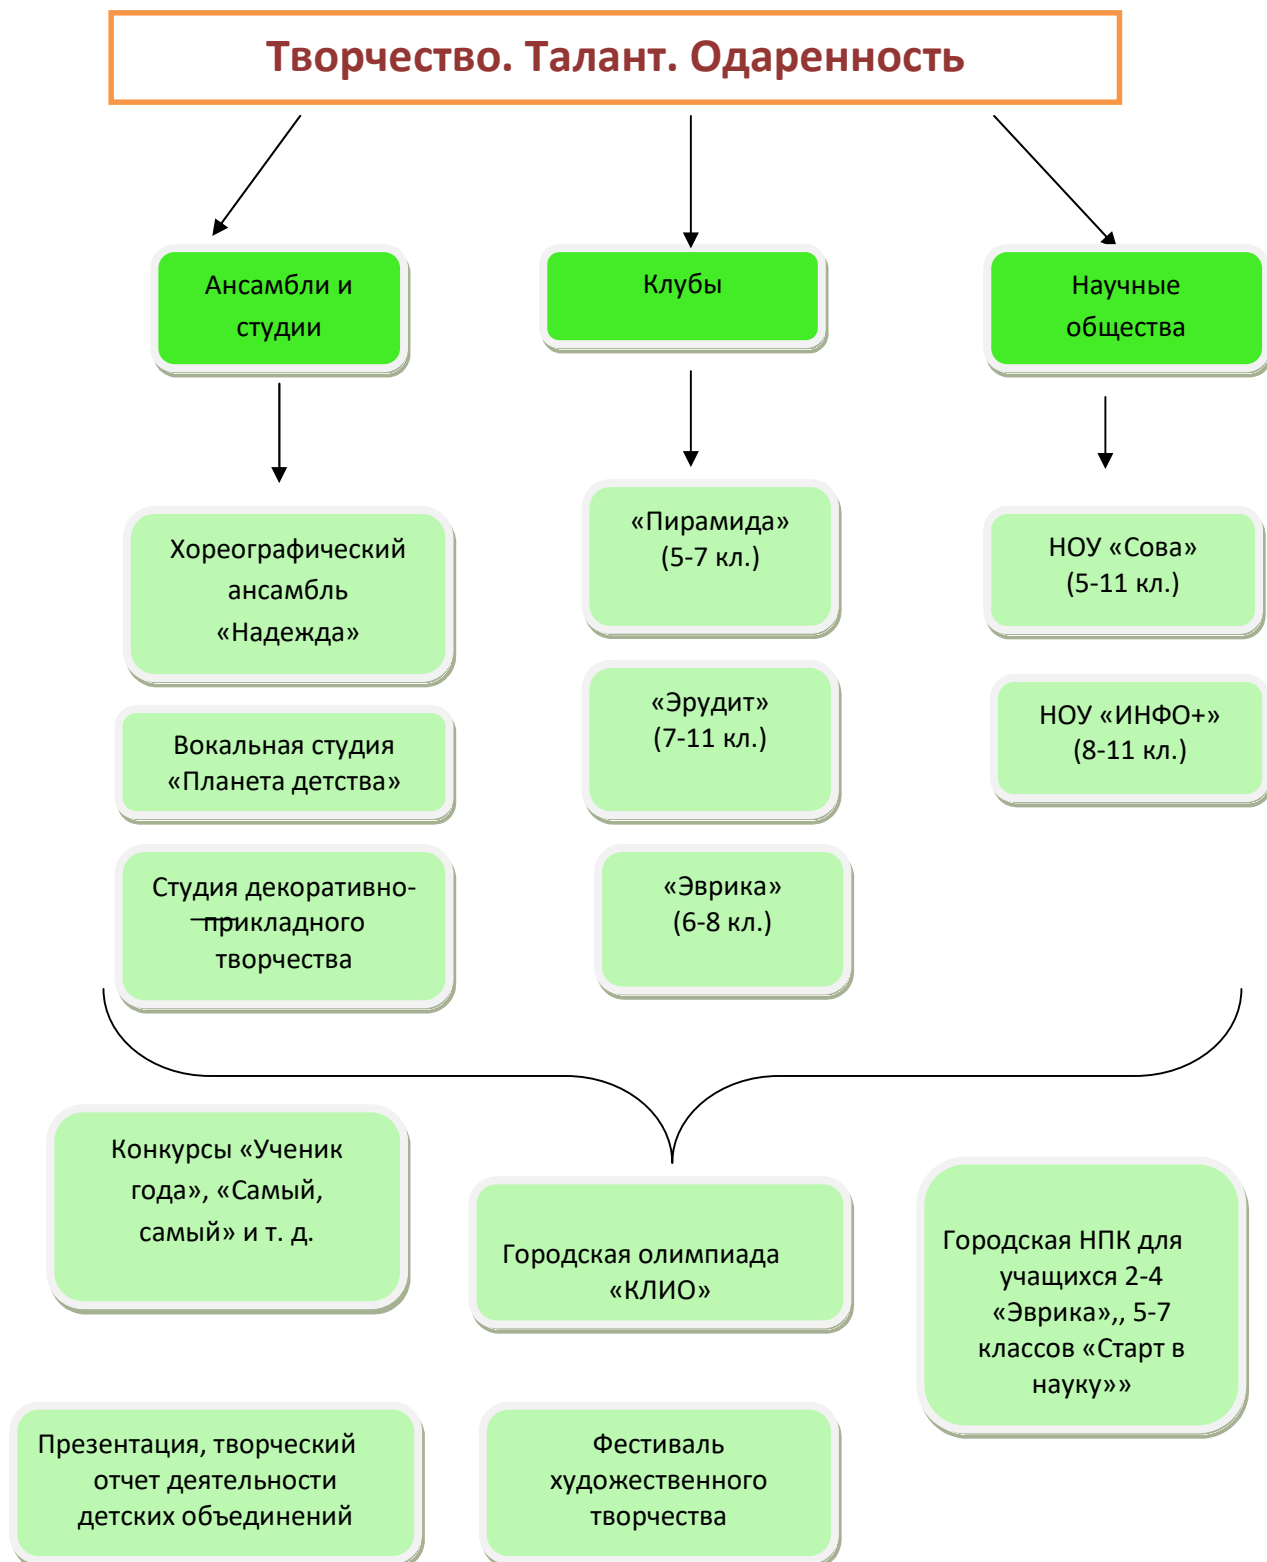 Творчество. Талант. Одаренность
Ансамбли и
студии
Клубы
Научные
общества
Хореографический
ансамбль
«Надежда»
Вокальная студия
«Планета детства»
Студия декоративно-
прикладного
творчества
«Пирамида»
(5-7 кл.)
«Эрудит»
(7-11 кл.)
«Эврика»
(6-8 кл.)
НОУ «Сова»
(5-11 кл.)
НОУ «ИНФО+»
(8-11 кл.)
Конкурсы «Ученик
года», «Самый,
самый» и т. д.
Городская олимпиада
«КЛИО»
Городская НПК для
учащихся 2-4
«Эврика»,, 5-7
классов «Старт в
науку»»
Презентация, творческий
отчет деятельности
детских объединений
Фестиваль
художественного
творчества